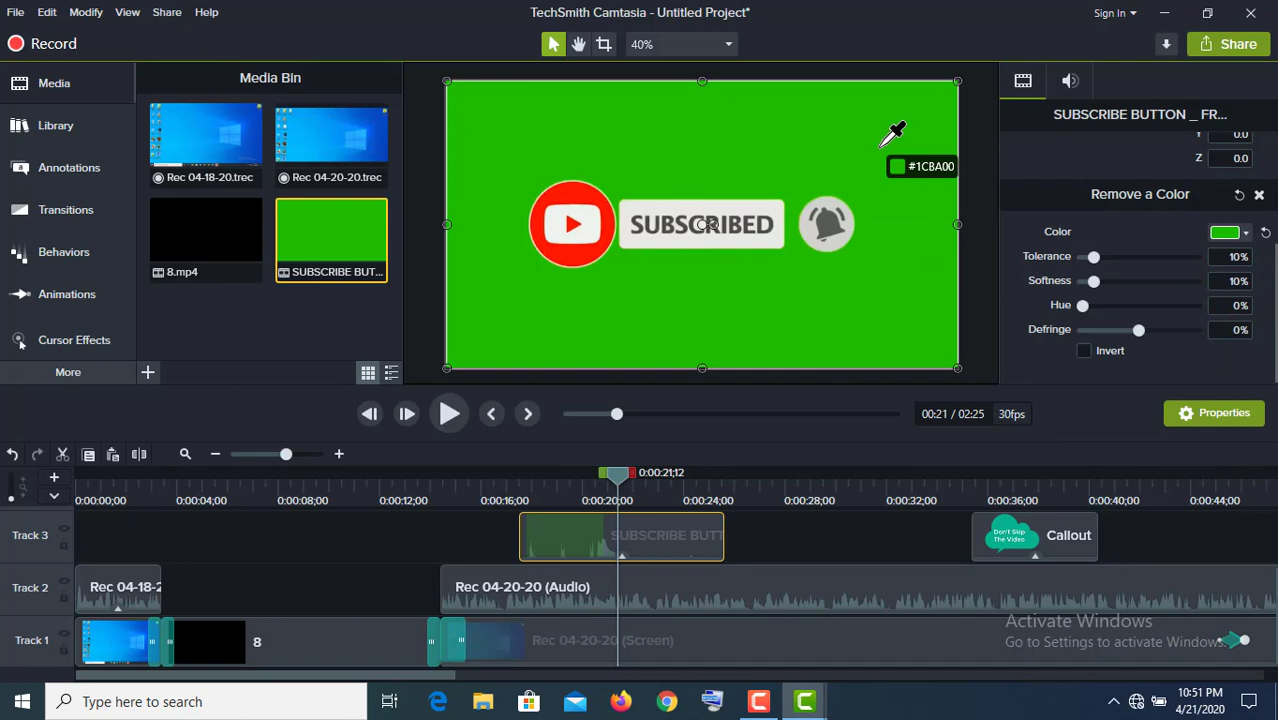 File Edit Modify View Share Help
TechSmith Camtasia - Untitled Project*
Sign In
Record
40%
Share
Media
Library
Annotations
Transitions
Behaviors
Animations
Cursor Effects
More
Media Bin
Rec 04-18-20.trec
Rec 04-20-20.trec
8.mp4
SUBSCRIBE BUT...
SUBSCRIBED
#1CBA00
SUBSCRIBE BUTTON _ FR...
Y 0.0
Z 0.0
Remove a Color
Color
Tolerance 10%
Softness 10%
Hue 0%
Defringe 0%
Invert
00:21 / 02:25 30fps
Properties
0:00:21;12
0:00:00;00 0:00:04;00 0:00:08;00 0:00:12;00 0:00:16;00 0:00:20;00 0:00:24;00 0:00:28;00 0:00:32;00 0:00:36;00 0:00:40;00 0:00:44;00
Track 3
SUBSCRIBE BUTT
Don't Skip
The Video
Callout
Track 2
Rec 04-18-2
Rec 04-20-20 (Audio)
Track 1
8
Rec 04-20-20 (Screen)
Activate Windows
Go to Settings to activate Windows.
Type here to search
10:51 PM
4/21/2020